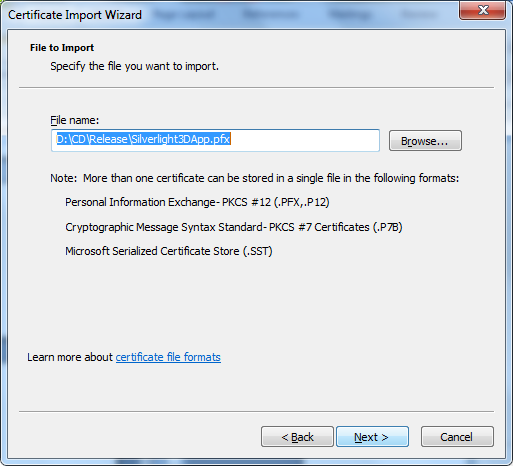 Certificate Import Wizard
File to Import
Specify the file you want to import.
File name:
D:\CD\Release\Silverlight3DApp.pfx
Browse...
Note: More than one certificate can be stored in a single file in the following formats:
Personal Information Exchange- PKCS #12 (.PFX,.P12)
Cryptographic Message Syntax Standard- PKCS #7 Certificates (.P7B)
Microsoft Serialized Certificate Store (.SST)
Learn more about certificate file formats
< Back
Next >
Cancel